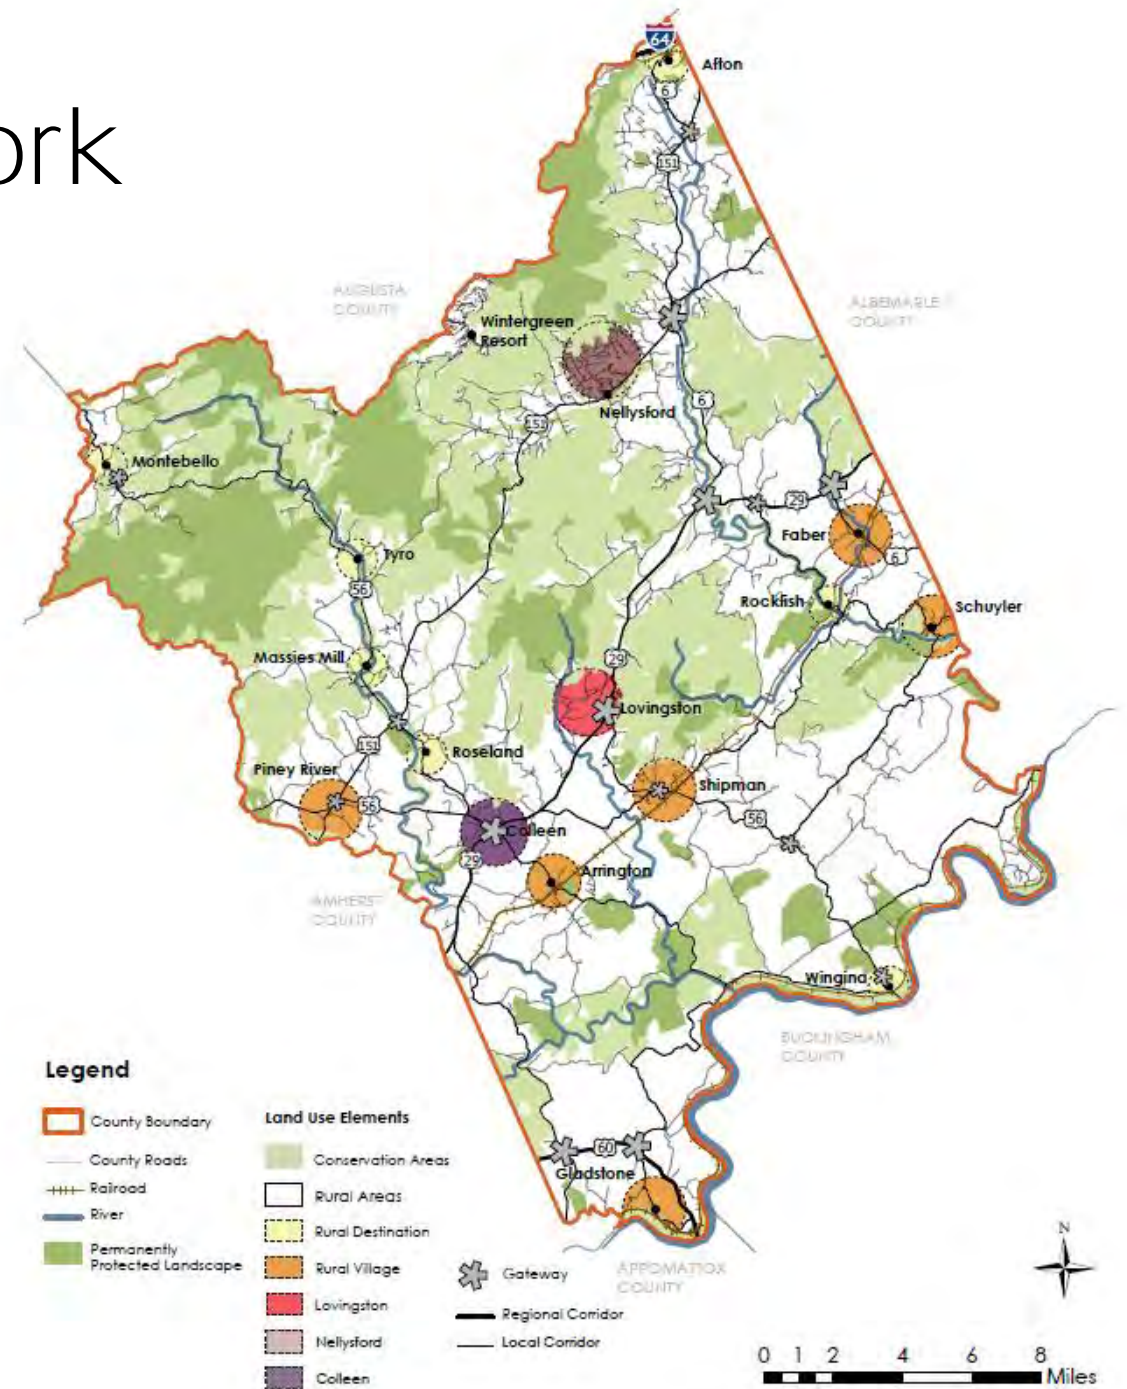 ork
64
Afton
6
151
AUGUSTA
COUNTY
ALBEMARLE
COUNTY
Wintergreen
Resort
Nellysford
6
151
Montebello
29
Faber
6
Tyro
56
Rockfish
Schuyler
Massies Mill
29
Lovingston
151
Roseland
Piney River
56
Shipman
56
Colleen
29
Arrington
AMHERST
COUNTY
Wingina
BUCKINGHAM
COUNTY
60
Gladstone
APPOMATTOX
COUNTY
Legend
County Boundary
County Roads
Railroad
River
Permanently
Protected Landscape
Land Use Elements
Conservation Areas
Rural Areas
Rural Destination
Rural Village
Lovingston
Nellysford
Colleen
Gateway
Regional Corridor
Local Corridor
N
0 1 2 4 6 8
Miles